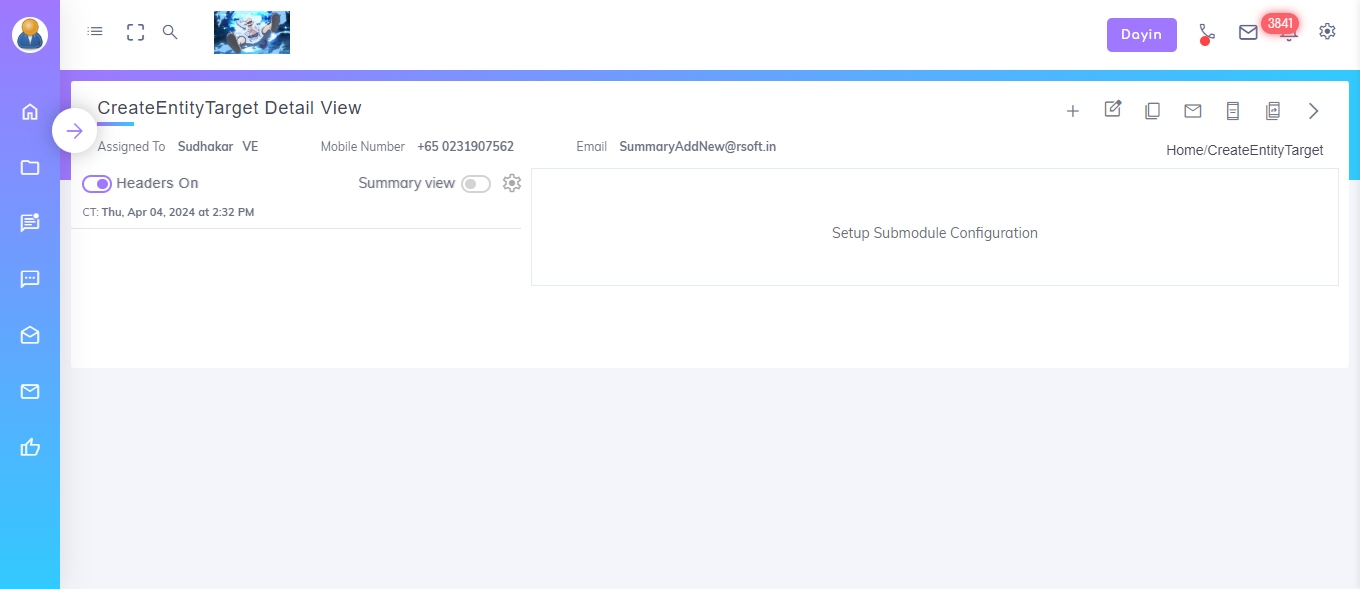 Dayin
3841
CreateEntityTarget Detail View
Assigned To Sudhakar VE Mobile Number +65 0231907562 Email SummaryAddNew@rsoft.in
Home/CreateEntityTarget
Headers On Summary view
CT: Thu, Apr 04, 2024 at 2:32 PM
Setup Submodule Configuration